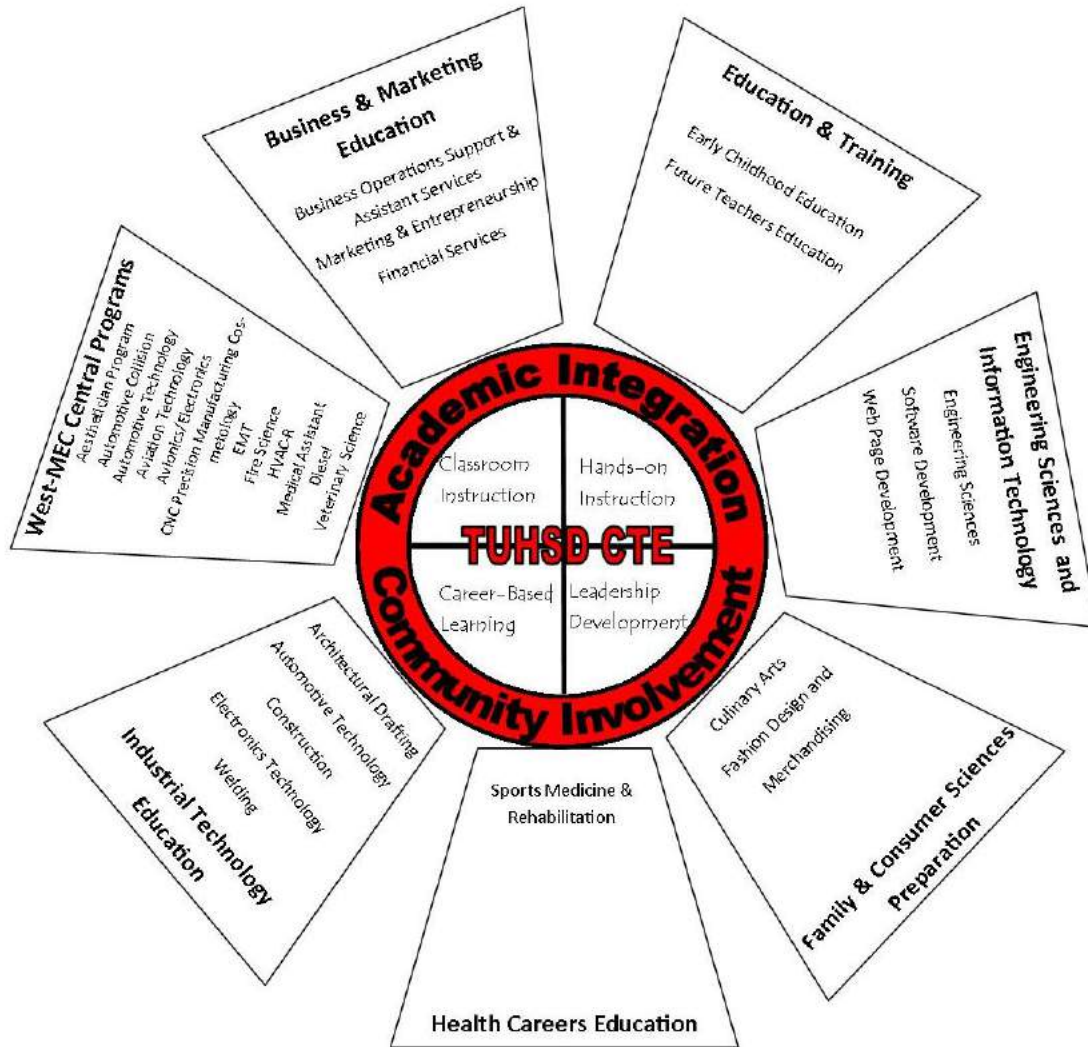 Business & Marketing
Education
Business Operations Support &
Assistant Services
Marketing & Entrepreneurship
Financial Services
Education & Training
Early Childhood Education
Future Teachers Education
Engineering Sciences and
Information Technology
Engineering Sciences
Software Development
Web Page Development
Culinary Arts
Fashion Design and
Merchandising
Family & Consumer Sciences
Preparation
Sports Medicine &
Rehabilitation
Health Careers Education
Architectural Drafting
Automotive Technology
Construction
Electronics Technology
Welding
Industrial Technology
Education
West-MEC Central Programs
Aesthetician Program
Automotive Collision
Automotive Technology
Aviation Technology
Avionics/Electronics
CNC Precision Manufacturing Cos-
metology
EMT
Fire Science
HVAC-R
Medical Assistant
Diesel
Veterinary Science
Academic Integration
Classroom
Instruction
Hands-on
Instruction
TUHSD CTE
Career-Based
Learning
Leadership
Development
Community Involvement